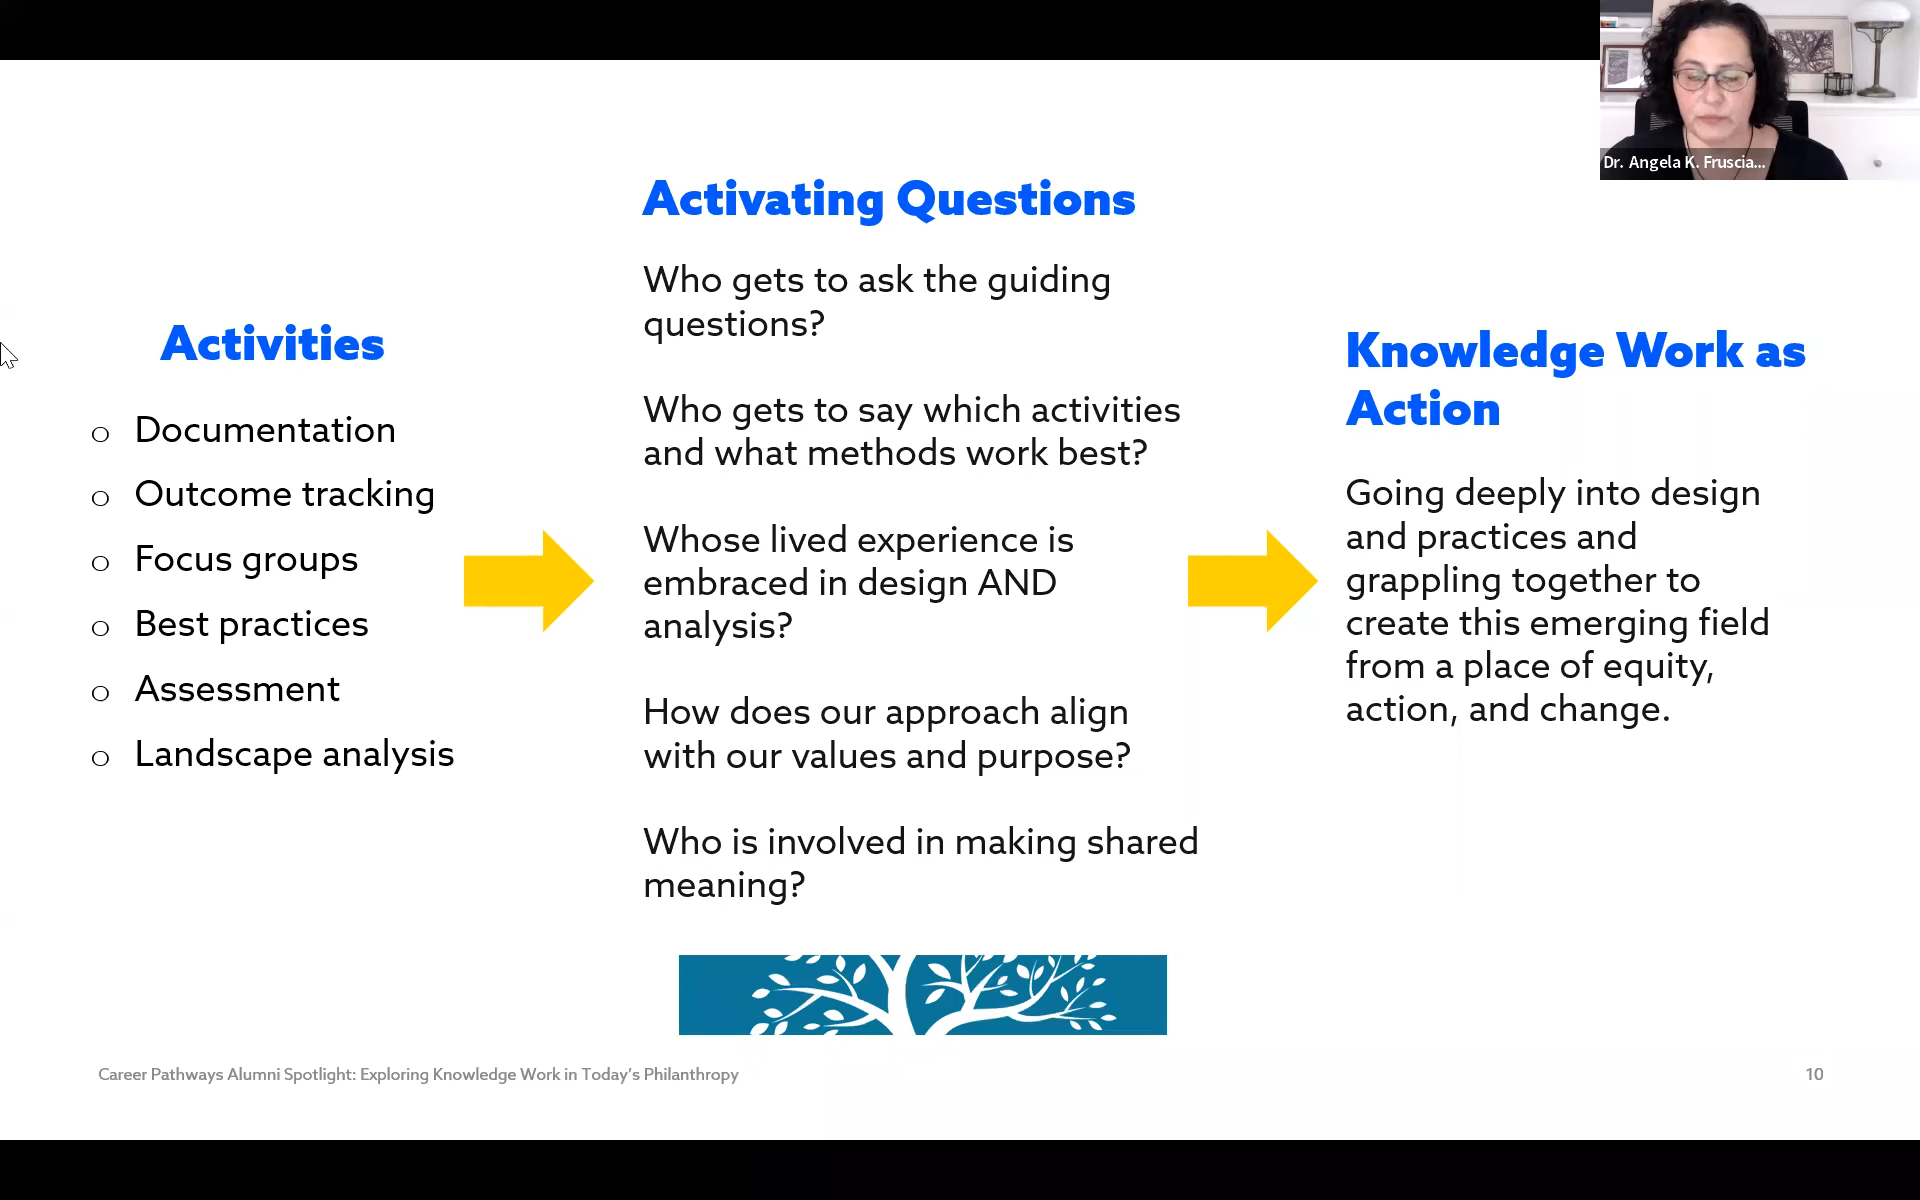 Dr. Angela K. Fruscia...
Activities
o Documentation
o Outcome tracking
o Focus groups
o Best practices
o Assessment
o Landscape analysis
Activating Questions
Who gets to ask the guiding
questions?
Who gets to say which activities
and what methods work best?
Whose lived experience is
embraced in design AND
analysis?
How does our approach align
with our values and purpose?
Who is involved in making shared
meaning?
Knowledge Work as
Action
Going deeply into design
and practices and
grappling together to
create this emerging field
from a place of equity,
action, and change.
Career Pathways Alumni Spotlight: Exploring Knowledge Work in Today’s Philanthropy
10